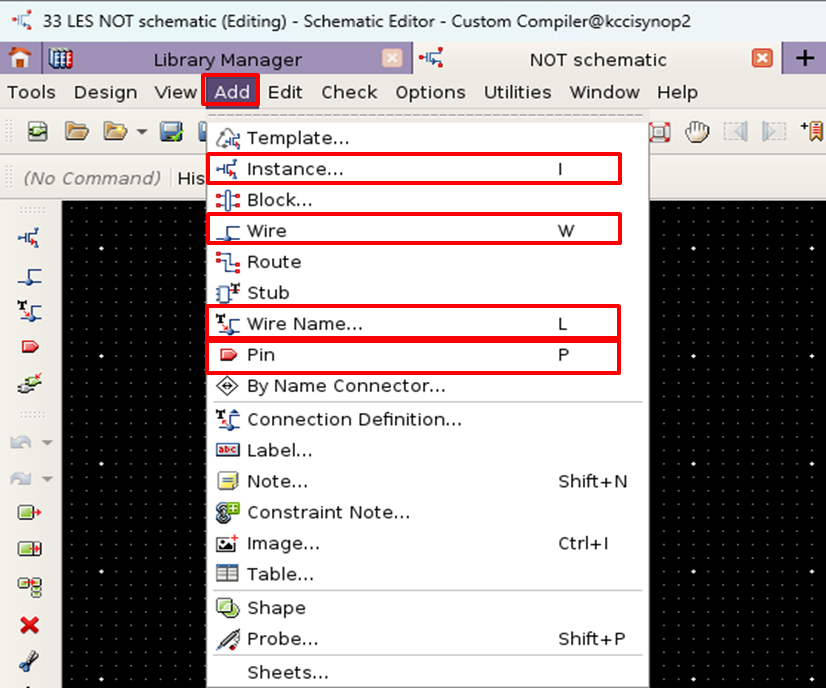 33 LES NOT schematic (Editing) - Schematic Editor - Custom Compiler@kccisynop2
Library Manager NOT schematic
Tools Design View Add Edit Check Options Utilities Window Help
Template...
(No Command) His
Instance... I
Block...
Wire W
Route
Stub
Wire Name... L
Pin P
By Name Connector...
Connection Definition...
abc Label...
Note... Shift+N
Constraint Note...
Image... Ctrl+I
Table...
Shape
Probe... Shift+P
Sheets...